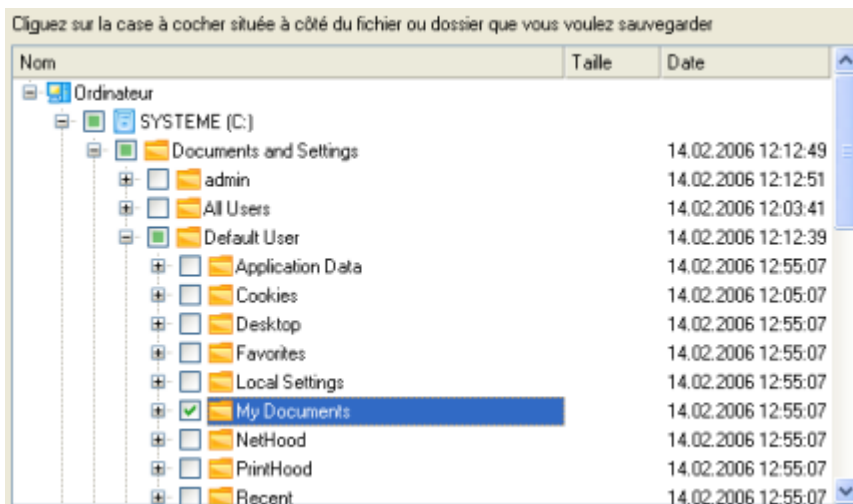 Cliquez sur la case à cocher située à côté du fichier ou dossier que vous voulez sauvegarder
Nom Taille Date
Ordinateur
SYSTEME (C:)
Documents and Settings 14.02.2006 12:12:49
admin 14.02.2006 12:12:51
All Users 14.02.2006 12:03:41
Default User 14.02.2006 12:12:39
Application Data 14.02.2006 12:55:07
Cookies 14.02.2006 12:05:07
Desktop 14.02.2006 12:55:07
Favorites 14.02.2006 12:55:07
Local Settings 14.02.2006 12:55:07
My Documents 14.02.2006 12:55:07
NetHood 14.02.2006 12:55:07
PrintHood 14.02.2006 12:55:07
Recent 14.02.2006 12:55:07